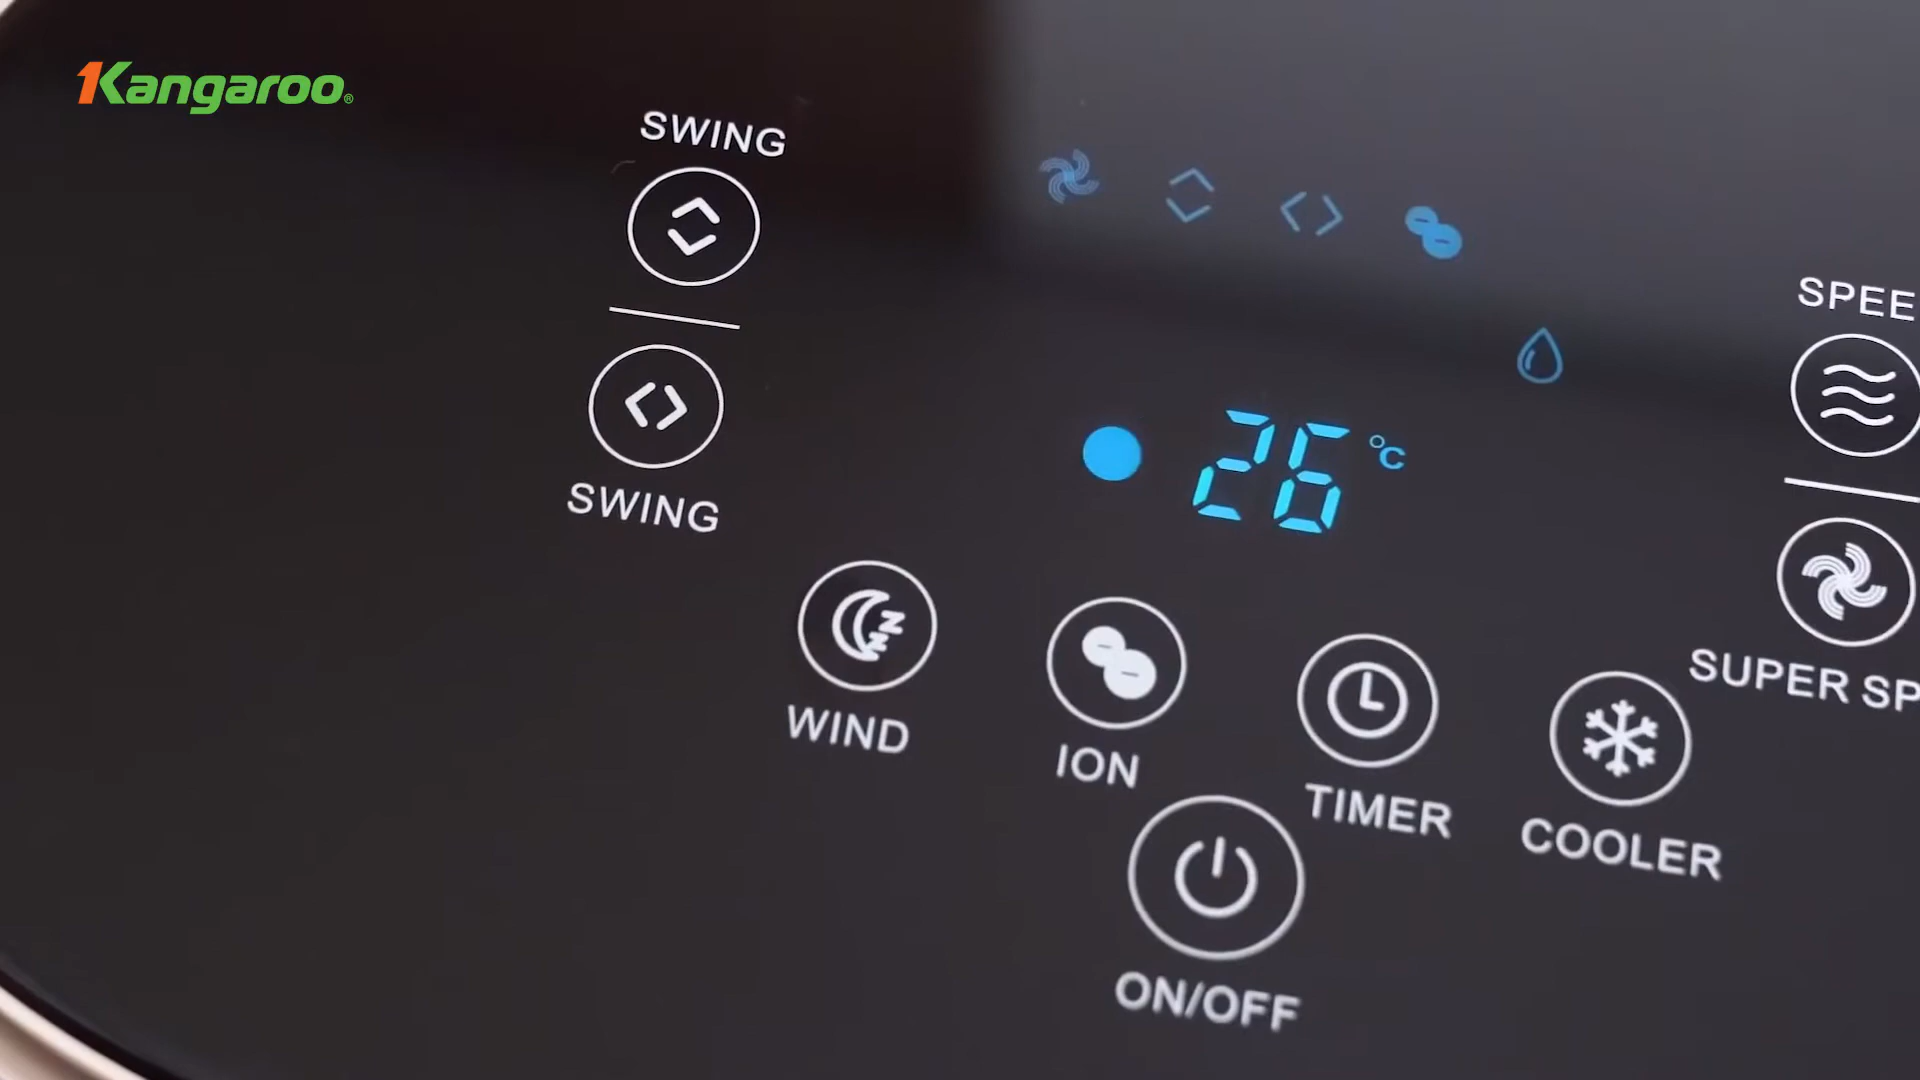 Kangaroo®
SWING
SWING
26 °C
SPEE
SUPER SP
WIND
ION
TIMER
COOLER
ON/OFF